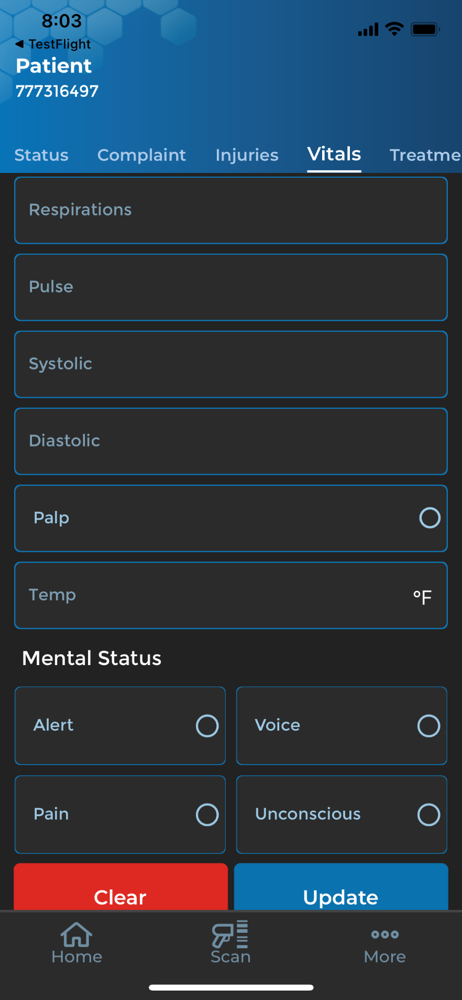 8:03
◀ TestFlight
Patient
777316497
Status Complaint Injuries Vitals Treatme
Respirations
Pulse
Systolic
Diastolic
Palp
Temp °F
Mental Status
Alert Voice
Pain Unconscious
Clear Update
Home Scan More